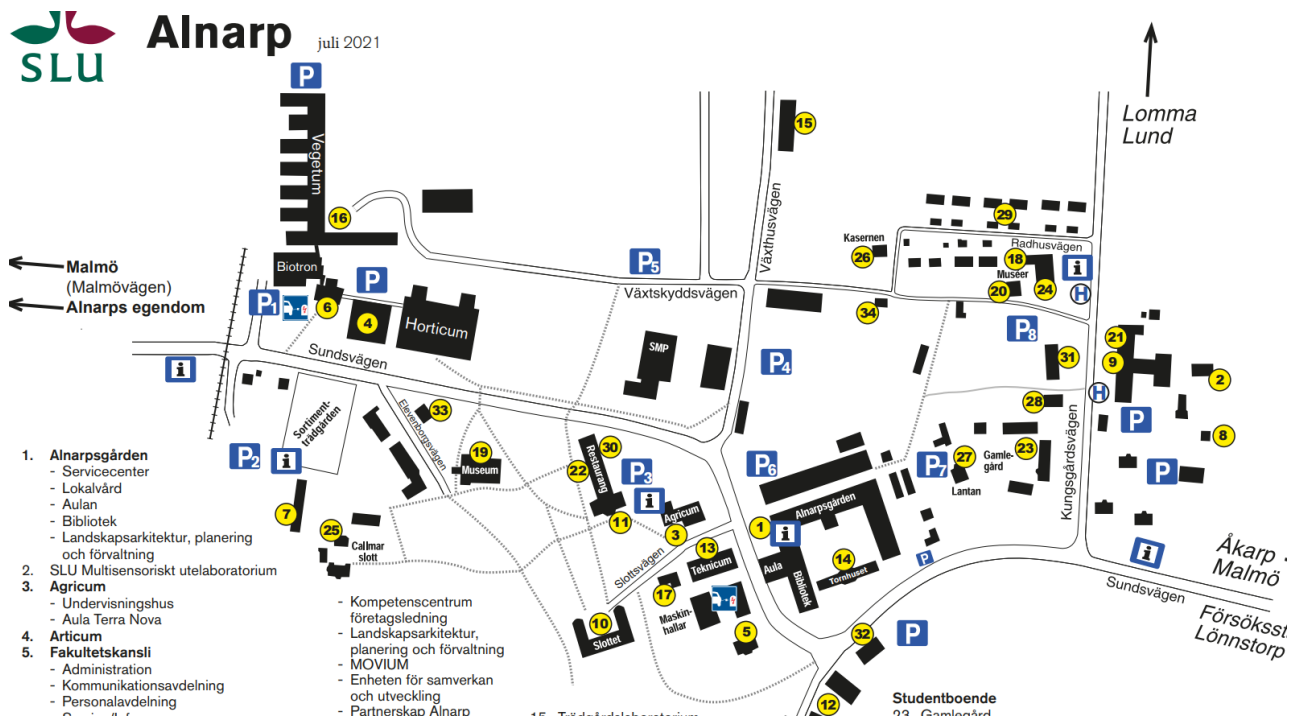 SLU
Alnarp
juli 2021
P
Lomma
Lund
Vegetum
15
16
Växthusvägen
29
Kasernen
26
Radhusvägen
18
Muséer
20
24
i
H
Malmö
(Malmövägen)
Alnarps egendom
Biotron
P
P5
Växtskyddsvägen
P1
6
4
Horticum
34
P8
Sundsvägen
SMP
P4
21
9
31
2
i
H
28
P
Elevenborgsvägen
33
Sortiment-
trädgården
8
P2
i
19
Museum
30
Restaurang
22
P3
i
P6
P7
27
Lantan
23
Gamle-
gård
Kungsgårdsvägen
P
7
25
Callmar
slott
11
Agricum
3
1
i
Alnarpsgården
Aula
Bibliotek
14
Tornhuset
P
13
Teknicum
Slottsvägen
17
Maskin-
hallar
10
Slottet
5
32
P
12
i
Sundsvägen
Åkarp
Malmö
Försökssta
Lönnstorp
1. Alnarpsgården
- Servicecenter
- Lokalvård
- Aulan
- Bibliotek
- Landskapsarkitektur, planering
och förvaltning
2. SLU Multisensoriskt utelaboratorium
3. Agricum
- Undervisningshus
- Aula Terra Nova
4. Articum
5. Fakultetskansli
- Administration
- Kommunikationsavdelning
- Personalavdelning
- Kompetenscentrum
företagsledning
- Landskapsarkitektur,
planering och förvaltning
- MOVIUM
- Enheten för samverkan
och utveckling
- Partnerskap Alnarp
15. Trädgårdslaboratorium
Studentboende
23. Gamlegård